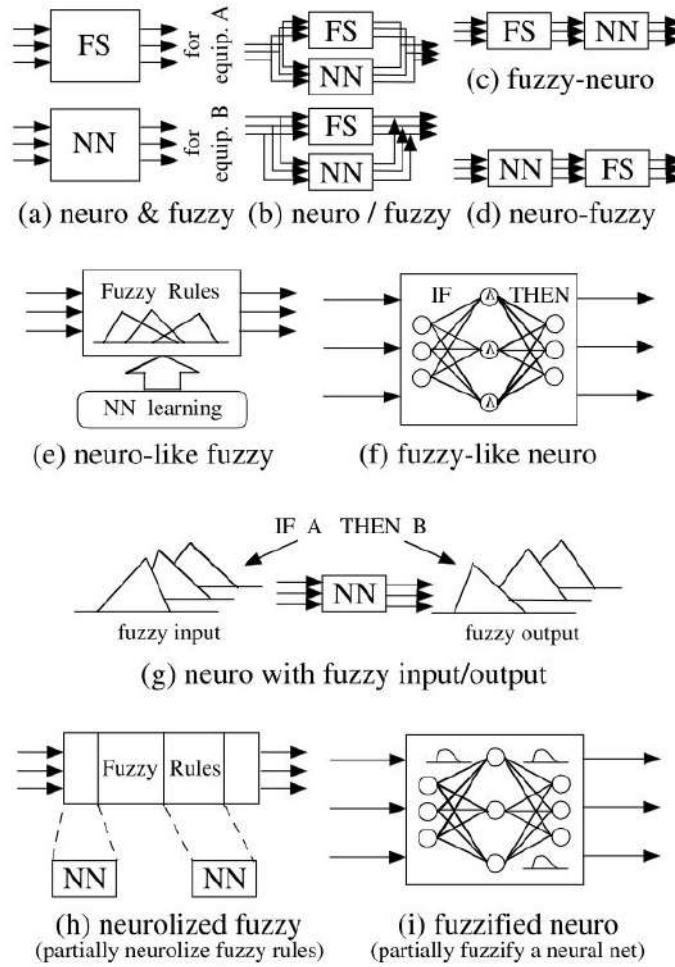 FS
for equip. A
FS
NN
FS
NN
(c) fuzzy-neuro
NN
for equip. B
FS
NN
NN
FS
(a) neuro & fuzzy
(b) neuro / fuzzy
(d) neuro-fuzzy
Fuzzy Rules
NN learning
(e) neuro-like fuzzy
IF
THEN
Λ
Λ
Λ
(f) fuzzy-like neuro
IF A THEN B
NN
fuzzy input
fuzzy output
(g) neuro with fuzzy input/output
Fuzzy
Rules
NN
NN
(h) neurolized fuzzy
(partially neurolize fuzzy rules)
(i) fuzzified neuro
(partially fuzzify a neural net)